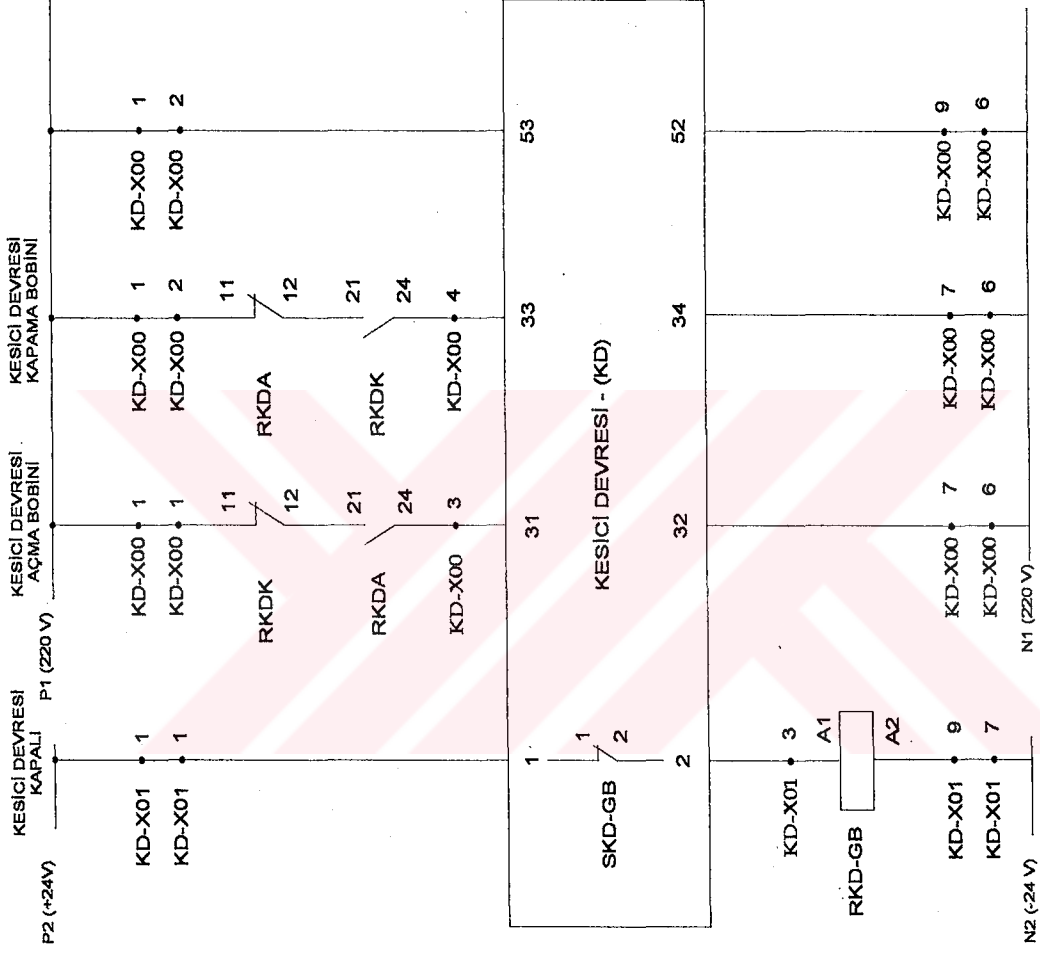 P2 (+24V)
KESİCİ DEVRESİ
KAPALI
P1 (220 V)
KESİCİ DEVRESİ
AÇMA BOBİNİ
KESİCİ DEVRESİ
KAPAMA BOBİNİ
KD-X01 1
KD-X01 1
KD-X00 1
KD-X00 1
RKDK 11 12
RKDA 21 24
KD-X00 3
KD-X00 1
KD-X00 2
RKDA 11 12
RKDK 21 24
KD-X00 4
KD-X00 1
KD-X00 2
1
31
33
53
SKD-GB 1 2
KESİCİ DEVRESİ - (KD)
2
32
34
52
KD-X01 3
RKD-GB A1 A2
KD-X01 9
KD-X01 7
KD-X00 7
KD-X00 6
KD-X00 7
KD-X00 6
KD-X00 9
KD-X00 6
N2 (-24 V)
N1 (220 V)